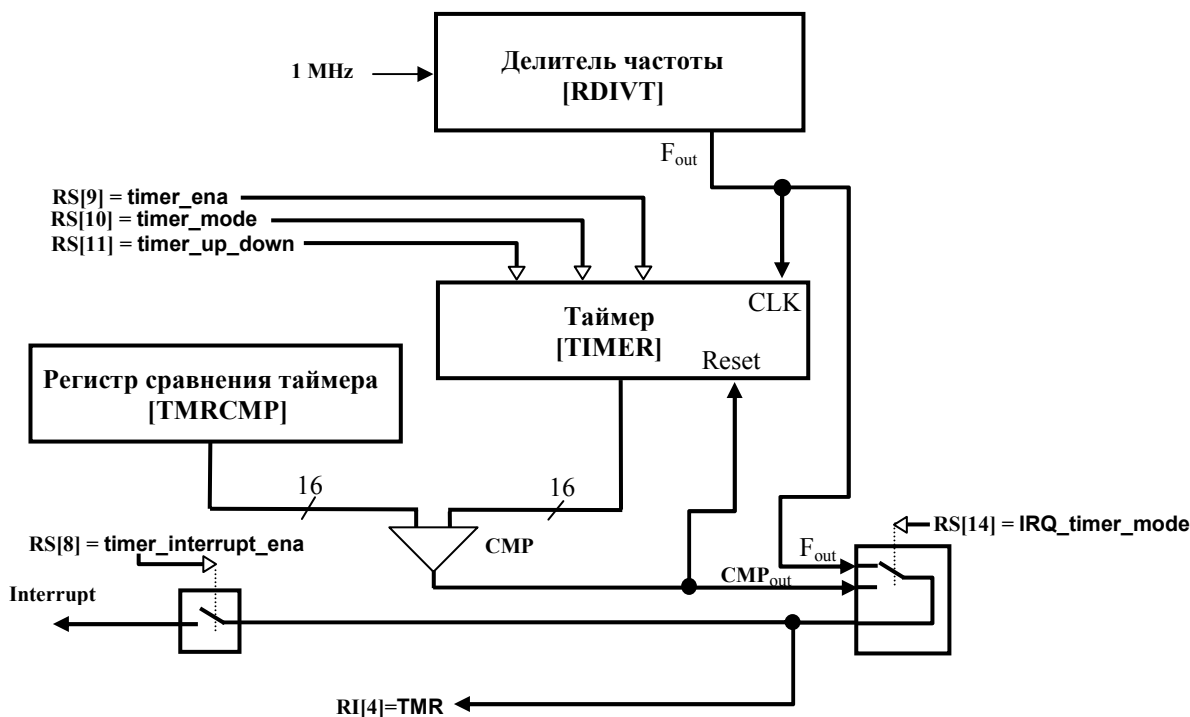 Делитель частоты
[RDIVT]
1 MHz
Fout
RS[9] = timer_ena
RS[10] = timer_mode
RS[11] = timer_up_down
CLK
Таймер
[TIMER]
Reset
Регистр сравнения таймера
[TMRCMP]
16
16
RS[14] = IRQ_timer_mode
RS[8] = timer_interrupt_ena
CMP
Fout
CMPout
Interrupt
RI[4]=TMR